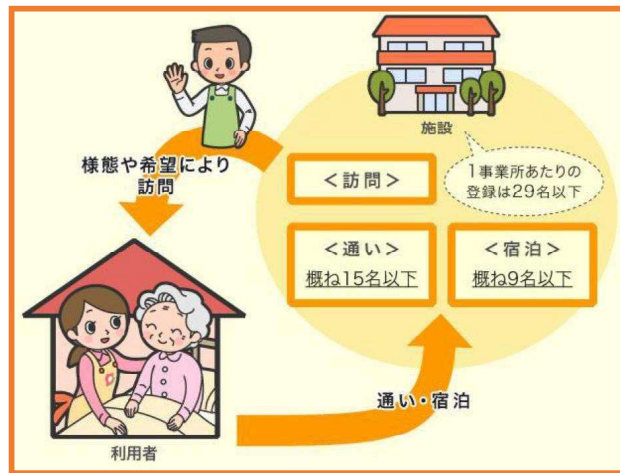 施設
様態や希望により
訪問
＜訪問＞
1事業所あたりの
登録は29名以下
＜通い＞
概ね15名以下
＜宿泊＞
概ね9名以下
通い・宿泊
利用者